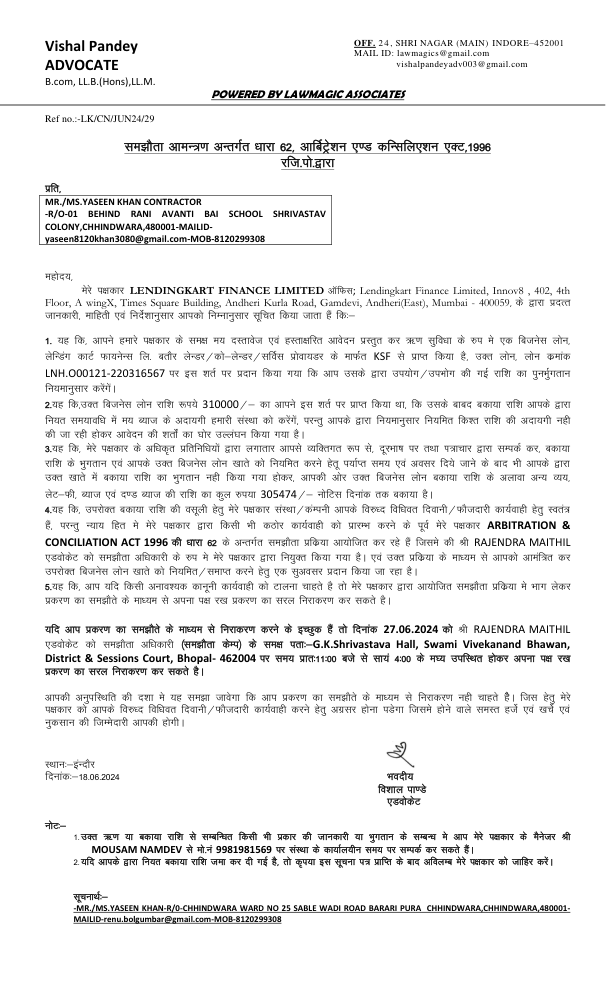 Vishal Pandey
ADVOCATE
B.com, LL.B.(Hons),LL.M.
OFF. 24, SHRI NAGAR (MAIN) INDORE–452001
MAIL ID: lawmagics@gmail.com
vishalpandeyadv003@gmail.com
POWERED BY LAWMAGIC ASSOCIATES
Ref no.:-LK/CN/JUN24/29
समझौता आमन्त्रण अन्तर्गत धारा 62, आर्बिट्रेशन एण्ड कन्सिलिएशन एक्ट,1996
रजि.पो.द्वारा
प्रति,
MR./MS.YASEEN KHAN CONTRACTOR
-R/O-01 BEHIND RANI AVANTI BAI SCHOOL SHRIVASTAV
COLONY,CHHINDWARA,480001-MAILID-
yaseen8120khan3080@gmail.com-MOB-8120299308
महोदय,
मेरे पक्षकार LENDINGKART FINANCE LIMITED ऑफिस; Lendingkart Finance Limited, Innov8 , 402, 4th
Floor, A wingX, Times Square Building, Andheri Kurla Road, Gamdevi, Andheri(East), Mumbai - 400059, के द्वारा प्रदत्त
जानकारी, माहिती एवं निर्देशानुसार आपको निम्नानुसार सूचित किया जाता हैं कि:–
1. यह कि, आपने हमारे पक्षकार के समक्ष मय दस्तावेज एवं हस्ताक्षरित आवेदन प्रस्तुत कर ऋण सुविधा के रुप मे एक बिजनेस लोन,
लेन्डिंग कार्ट फायनेन्स लि. बतौर लेन्डर/को–लेन्डर/सर्विस प्रोवायडर के मार्फत KSF से प्राप्त किया है, उक्त लोन, लोन क्रमांक
LNH.O00121-220316567 पर इस शर्त पर प्रदान किया गया कि आप उसके द्वारा उपयोग/उपभोग की गई राशि का पुनर्भुगतान
नियमानुसार करेंगें।
2.यह कि,उक्त बिजनेस लोन राशि रूपये 310000/– का आपने इस शर्त पर प्राप्त किया था, कि उसके बाबद बकाया राशि आपके द्वारा
नियत समयावधि में मय ब्याज के अदायगी हमारी संस्था को करेंगें, परन्तु आपके द्वारा नियमानुसार नियमित किश्त राशि की अदायगी नही
की जा रही होकर आवेदन की शर्तों का घोर उल्लंघन किया गया है।
3.यह कि, मेरे पक्षकार के अधिकृत प्रतिनिधियों द्वारा लगातार आपसे व्यक्तिगत रूप से, दूरभाष पर तथा पत्राचार द्वारा सम्पर्क कर, बकाया
राशि के भुगतान एवं आपके उक्त बिजनेस लोन खाते को नियमित करने हेतू पर्याप्त समय एवं अवसर दिये जाने के बाद भी आपके द्वारा
उक्त खाते में बकाया राशि का भुगतान नही किया गया होकर, आपकी ओर उक्त बिजनेस लोन बकाया राशि के अलावा अन्य व्यय,
लेट–फी, ब्याज एवं दण्ड ब्याज की राशि का कुल रुपया 305474/– नोटिस दिनांक तक बकाया है।
4.यह कि, उपरोक्त बकाया राशि की वसूली हेतु मेरे पक्षकार संस्था/कंम्पनी आपके विरुध्द विधिवत दिवानी/फौजदारी कार्यवाही हेतु स्वतंत्र
हैं, परन्तु न्याय हित मे मेरे पक्षकार द्वारा किसी भी कठोर कार्यवाही को प्रारम्भ करने के पूर्व मेरे पक्षकार ARBITRATION &
CONCILIATION ACT 1996 की धारा 62 के अन्तर्गत समझौता प्रक्रिया आयोजित कर रहे हैं जिसमे की श्री RAJENDRA MAITHIL
एडवोकेट को समझौता अधिकारी के रुप मे मेरे पक्षकार द्वारा नियुक्त किया गया है। एवं उक्त प्रक्रिया के माध्यम से आपको आमंत्रित कर
उपरोक्त बिजनेस लोन खाते को नियमित/समाप्त करने हेतु एक सुअवसर प्रदान किया जा रहा है।
5.यह कि, आप यदि किसी अनावश्यक कानूनी कार्यवाही को टालना चाहते है तो मेरे पक्षकार द्वारा आयोजित समझौता प्रक्रिया मे भाग लेकर
प्रकरण का समझौते के माध्यम से अपना पक्ष रख प्रकरण का सरल निराकरण कर सकते है।
यदि आप प्रकरण का समझौते के माध्यम से निराकरण करने के इच्छुक हैं तो दिनांक 27.06.2024 को श्री RAJENDRA MAITHIL
एडवोकेट को समझौता अधिकारी (समझौता केम्प) के समक्ष पता:–G.K.Shrivastava Hall, Swami Vivekanand Bhawan,
District & Sessions Court, Bhopal- 462004 पर समय प्रात:11:00 बजे से सायं 4:00 के मध्य उपस्थित होकर अपना पक्ष रख
प्रकरण का सरल निराकरण कर सकते है।
आपकी अनुपस्थिति की दशा मे यह समझा जावेगा कि आप प्रकरण का समझौते के माध्यम से निराकरण नही चाहते हैे। जिस हेतु मेरे
पक्षकार को आपके विरुध्द विधिवत दिवानी/फौजदारी कार्यवाही करने हेतु अग्रसर होना पडेगा जिसमे होने वाले समस्त हर्जे एवं खर्चे एवं
नुकसान की जिम्मेदारी आपकी होगी।
स्थान:–इंन्दौर
दिनांक:–18.06.2024
भवदीय
विशाल पाण्डे
एडवोकेट
नोट:–
1.उक्त ऋण या बकाया राशि से सम्बन्धित किसी भी प्रकार की जानकारी या भुगतान के सम्बन्ध मे आप मेरे पक्षकार के मैनेजर श्री
MOUSAM NAMDEV से मो.नं 9981981569 पर संस्था के कार्यालयीन समय पर सम्पर्क कर सकते हैं।
2.यदि आपके द्वारा नियत बकाया राशि जमा कर दी गई है, तो कृपया इस सूचना पत्र प्राप्ति के बाद अविलम्ब मेरे पक्षकार को जाहिर करें।
सूचनार्थ:–
-MR./MS.YASEEN KHAN-R/0-CHHINDWARA WARD NO 25 SABLE WADI ROAD BARARI PURA CHHINDWARA,CHHINDWARA,480001-
MAILID-renu.bolgumbar@gmail.com-MOB-8120299308